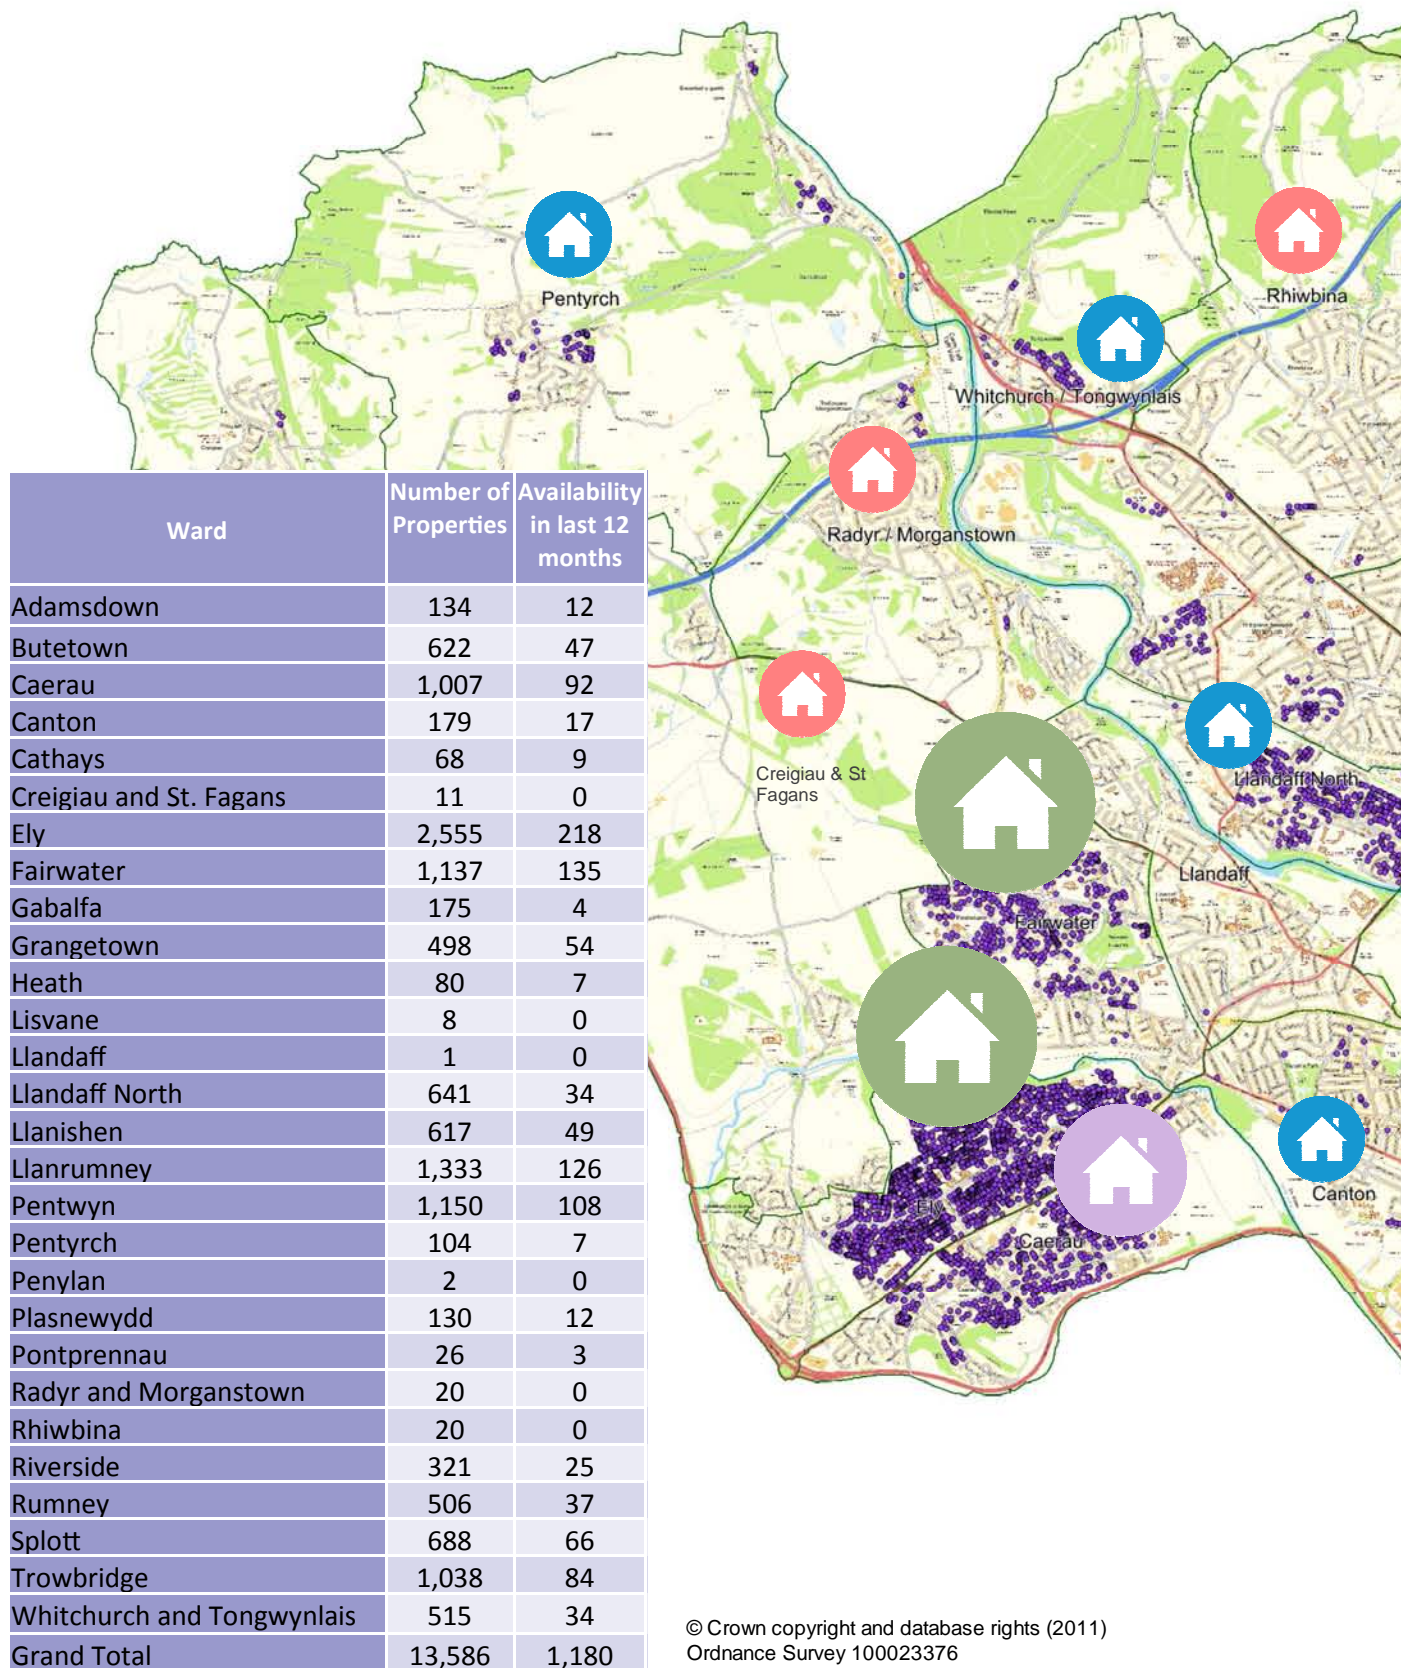 Pentyrch
Rhiwbina
Whitchurch / Tongwynlais
Radyr / Morganstown
Creigiau & St
Fagans
Llandaff North
Llandaff
Fairwater
Ely
Caerau
Canton
Ward Number of Properties Availability in last 12 months
Adamsdown 134 12
Butetown 622 47
Caerau 1,007 92
Canton 179 17
Cathays 68 9
Creigiau and St. Fagans 11 0
Ely 2,555 218
Fairwater 1,137 135
Gabalfa 175 4
Grangetown 498 54
Heath 80 7
Lisvane 8 0
Llandaff 1 0
Llandaff North 641 34
Llanishen 617 49
Llanrumney 1,333 126
Pentwyn 1,150 108
Pentyrch 104 7
Penylan 2 0
Plasnewydd 130 12
Pontprennau 26 3
Radyr and Morganstown 20 0
Rhiwbina 20 0
Riverside 321 25
Rumney 506 37
Splott 688 66
Trowbridge 1,038 84
Whitchurch and Tongwynlais 515 34
Grand Total 13,586 1,180
© Crown copyright and database rights (2011)
Ordnance Survey 100023376